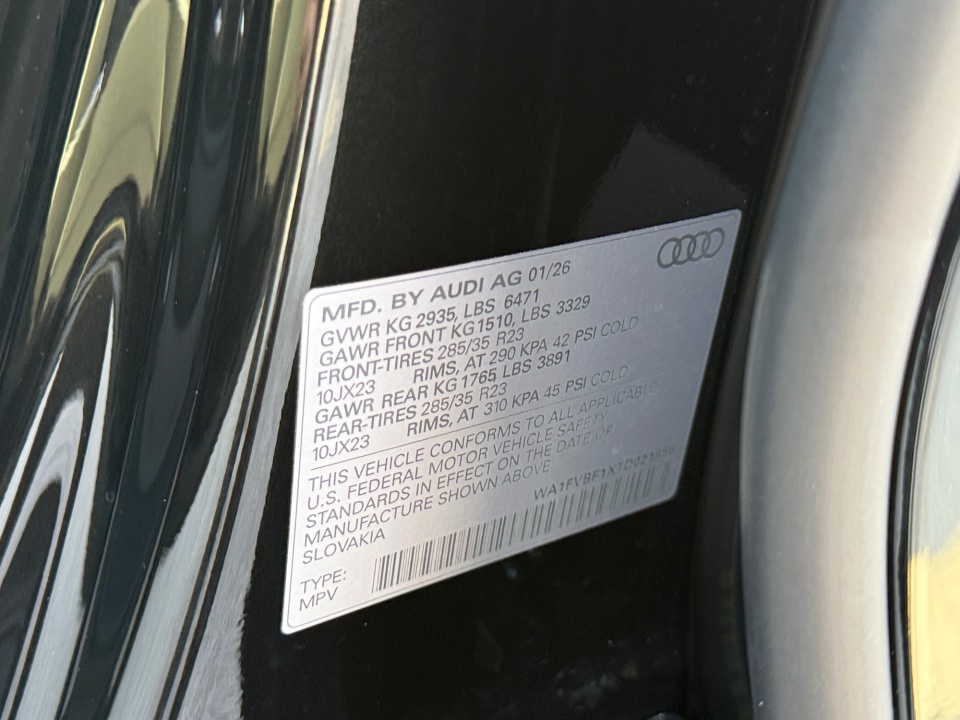 MFD. BY AUDI AG 01/26
GVWR KG 2935, LBS 6471
GAWR FRONT KG 1510, LBS 3329
FRONT-TIRES 285/35 R23
10JX23 RIMS, AT 290 KPA 42 PSI COLD
GAWR REAR KG 1765, LBS 3891
REAR-TIRES 285/35 R23
10JX23 RIMS, AT 310 KPA 45 PSI COLD
THIS VEHICLE CONFORMS TO ALL APPLICABLE
U.S. FEDERAL MOTOR VEHICLE SAFETY
STANDARDS IN EFFECT ON THE DATE OF
MANUFACTURE SHOWN ABOVE
SLOVAKIA
TYPE:
MPV